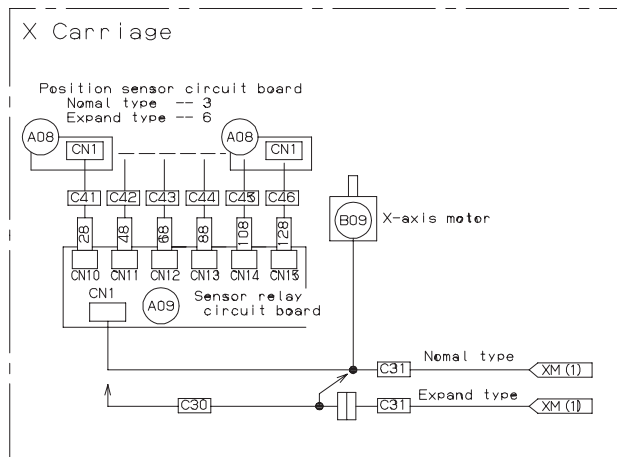 X Carriage
Position sensor circuit board
Nomal type -- 3
Expand type -- 6
A08 A08
CN1 CN1
C41 C42 C43 C44 C45 C46
28 48 68 88 108 128
CN10 CN11 CN12 CN13 CN14 CN15
B09 X-axis motor
CN1 A09 Sensor relay
circuit board
C31 Nomal type XM (1)
C30 C31 Expand type XM (1)